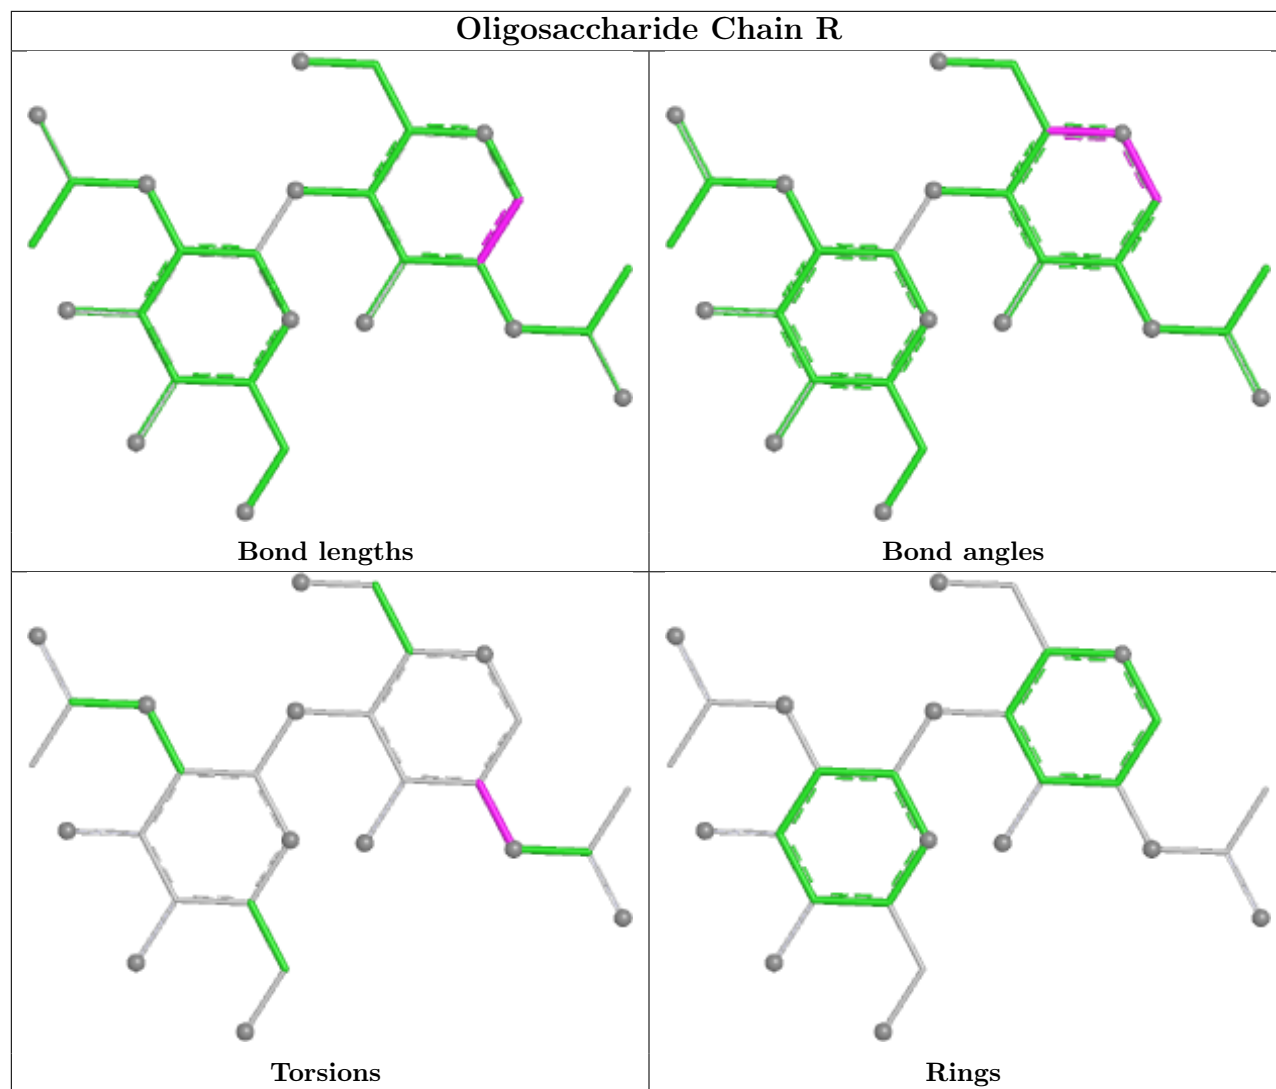 Oligosaccharide Chain R
Bond lengths
Bond angles
Torsions
Rings